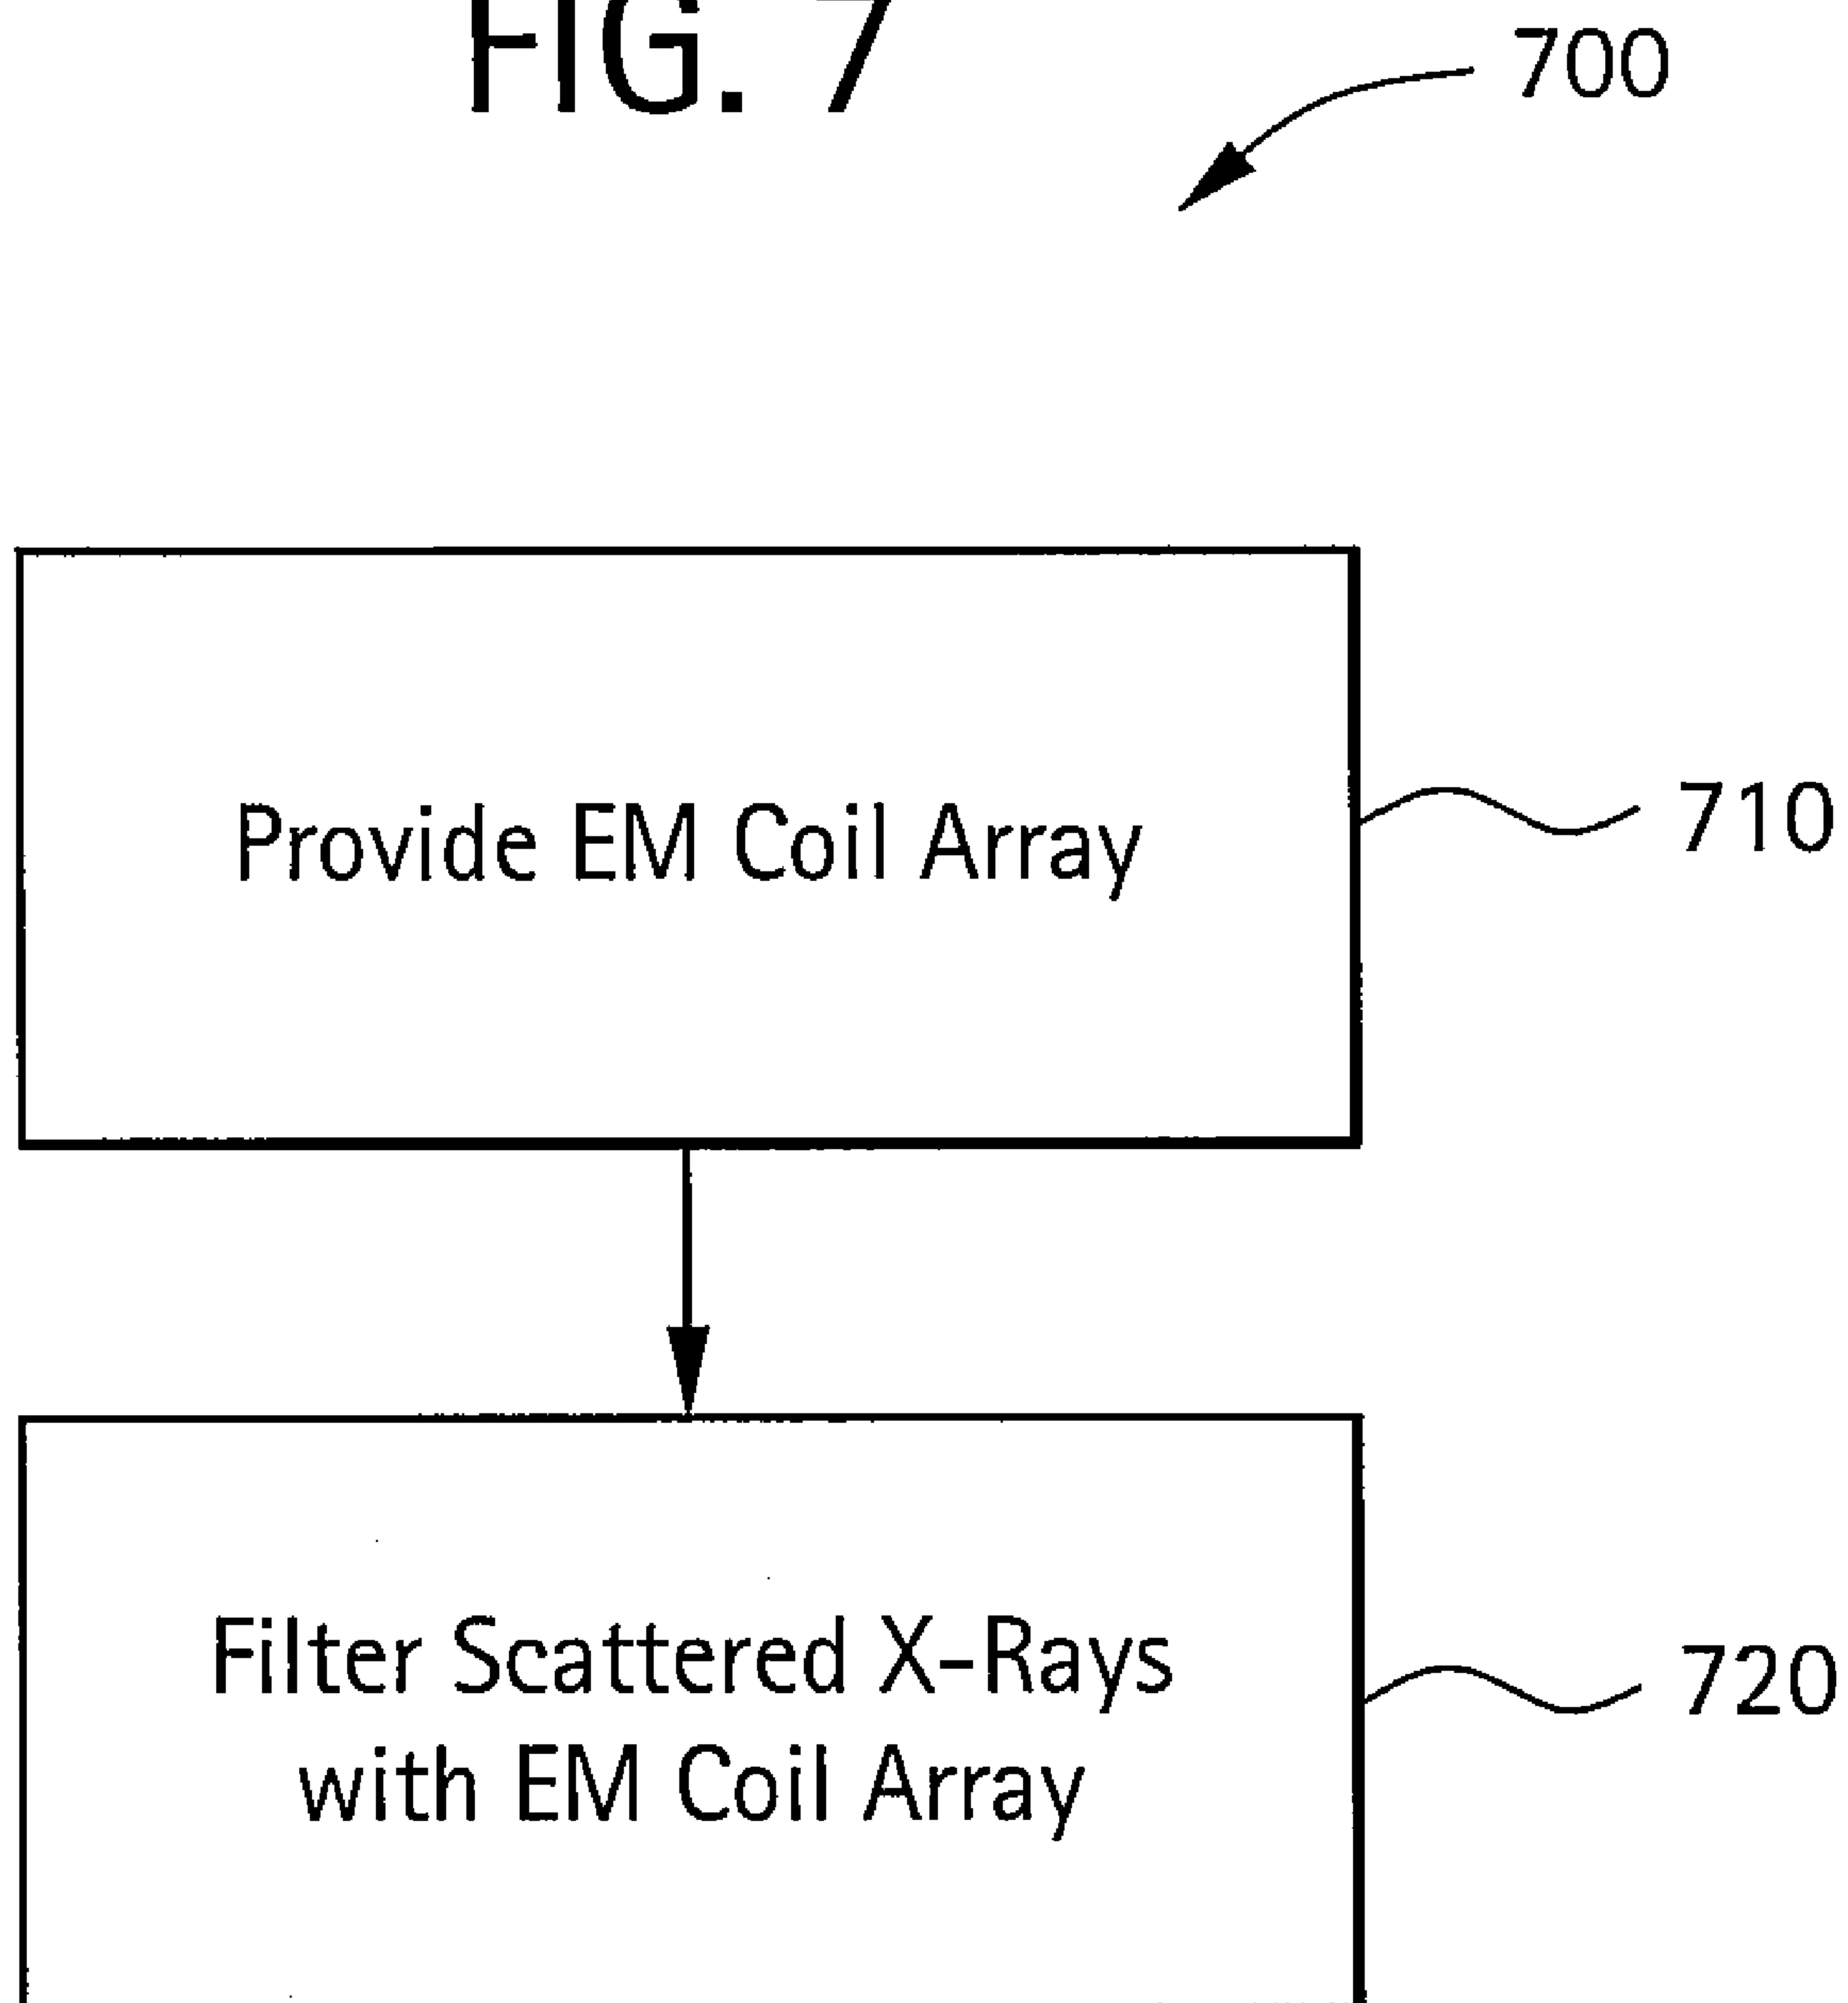 FIG. 7
700
Provide EM Coil Array
710
Filter Scattered X-Rays
with EM Coil Array
720